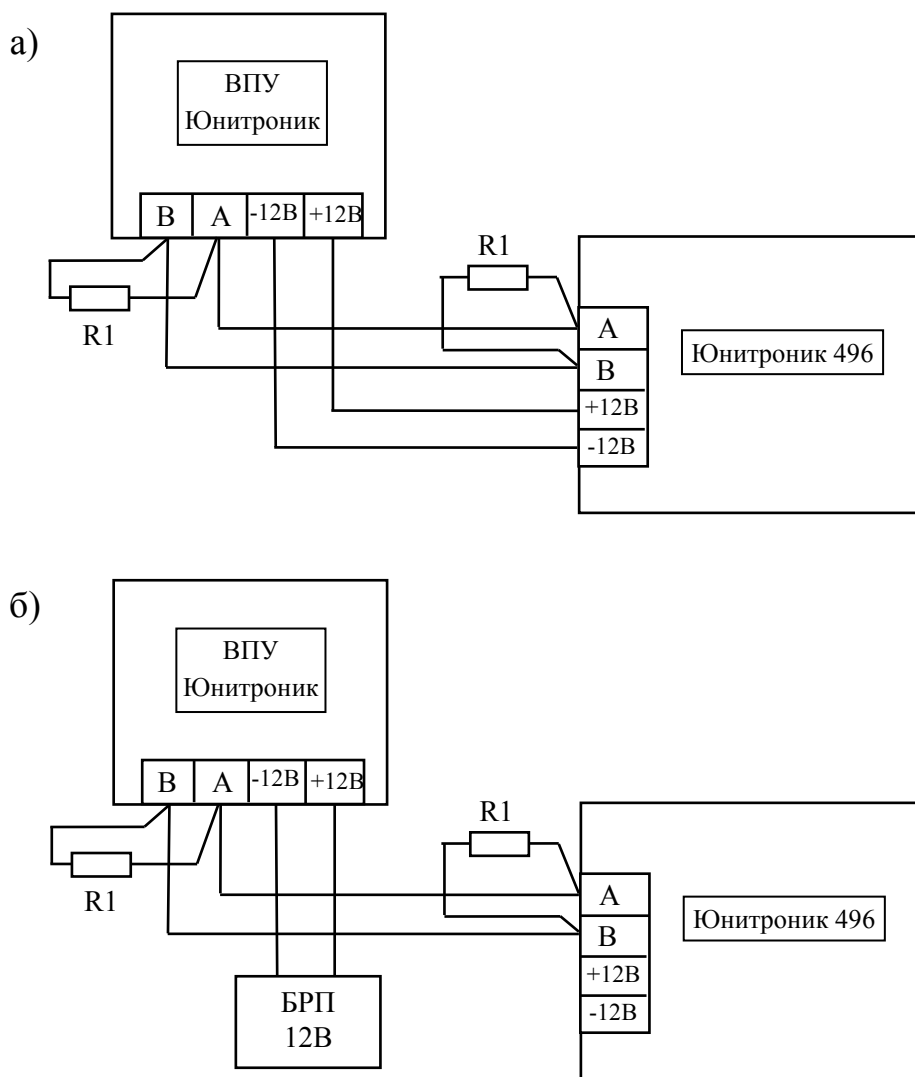 а)
ВПУ
Юнитроник
В
А
-12В
+12В
R1
R1
А
В
+12В
-12В
Юнитроник 496
б)
ВПУ
Юнитроник
В
А
-12В
+12В
R1
R1
А
В
+12В
-12В
Юнитроник 496
БРП
12В